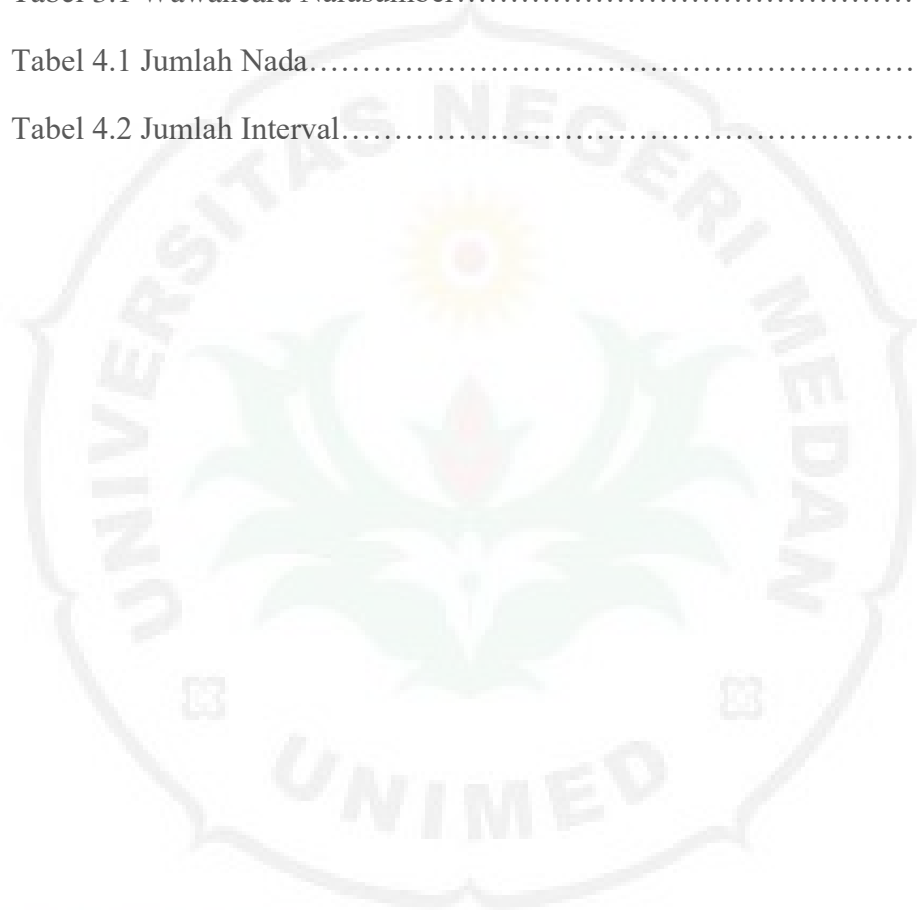 Tabel 3.1 Wawancara Narasumber……………………………………
Tabel 4.1 Jumlah Nada……………………………………………………
Tabel 4.2 Jumlah Interval…………………………………………………
UNIVERSITAS NEGERI MEDAN
UNIMED